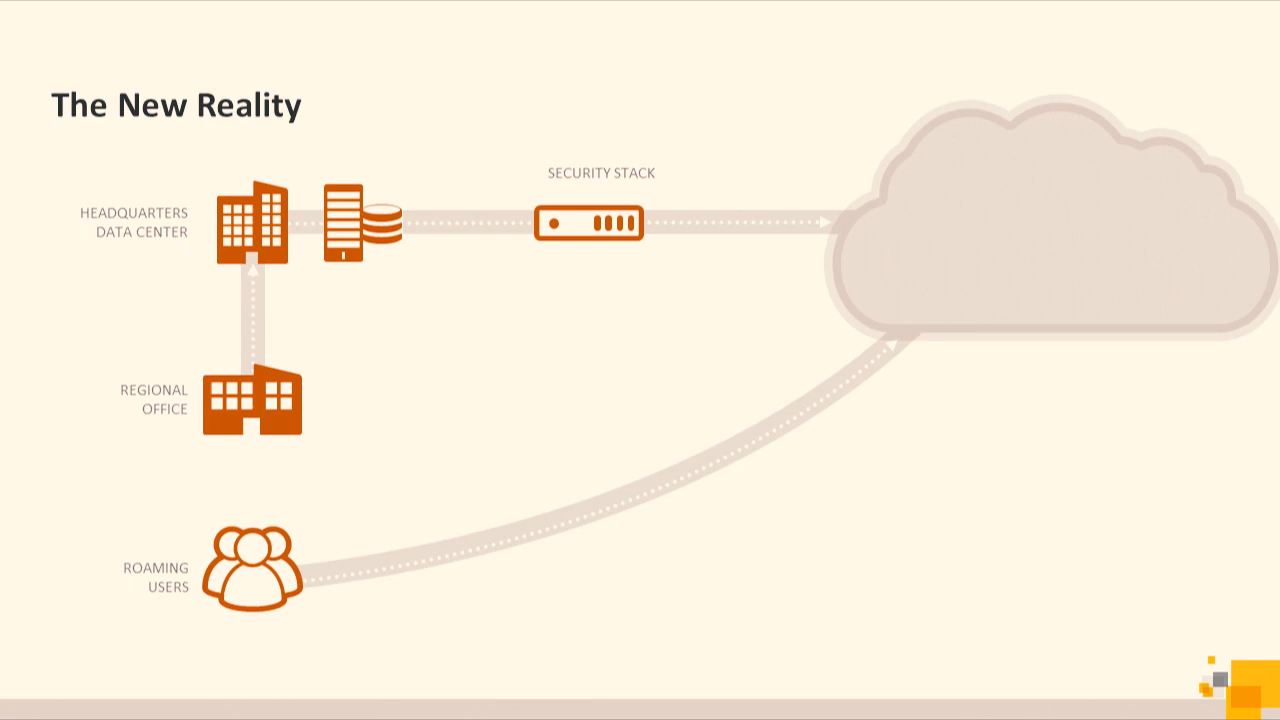 The New Reality
SECURITY STACK
HEADQUARTERS
DATA CENTER
REGIONAL
OFFICE
ROAMING
USERS